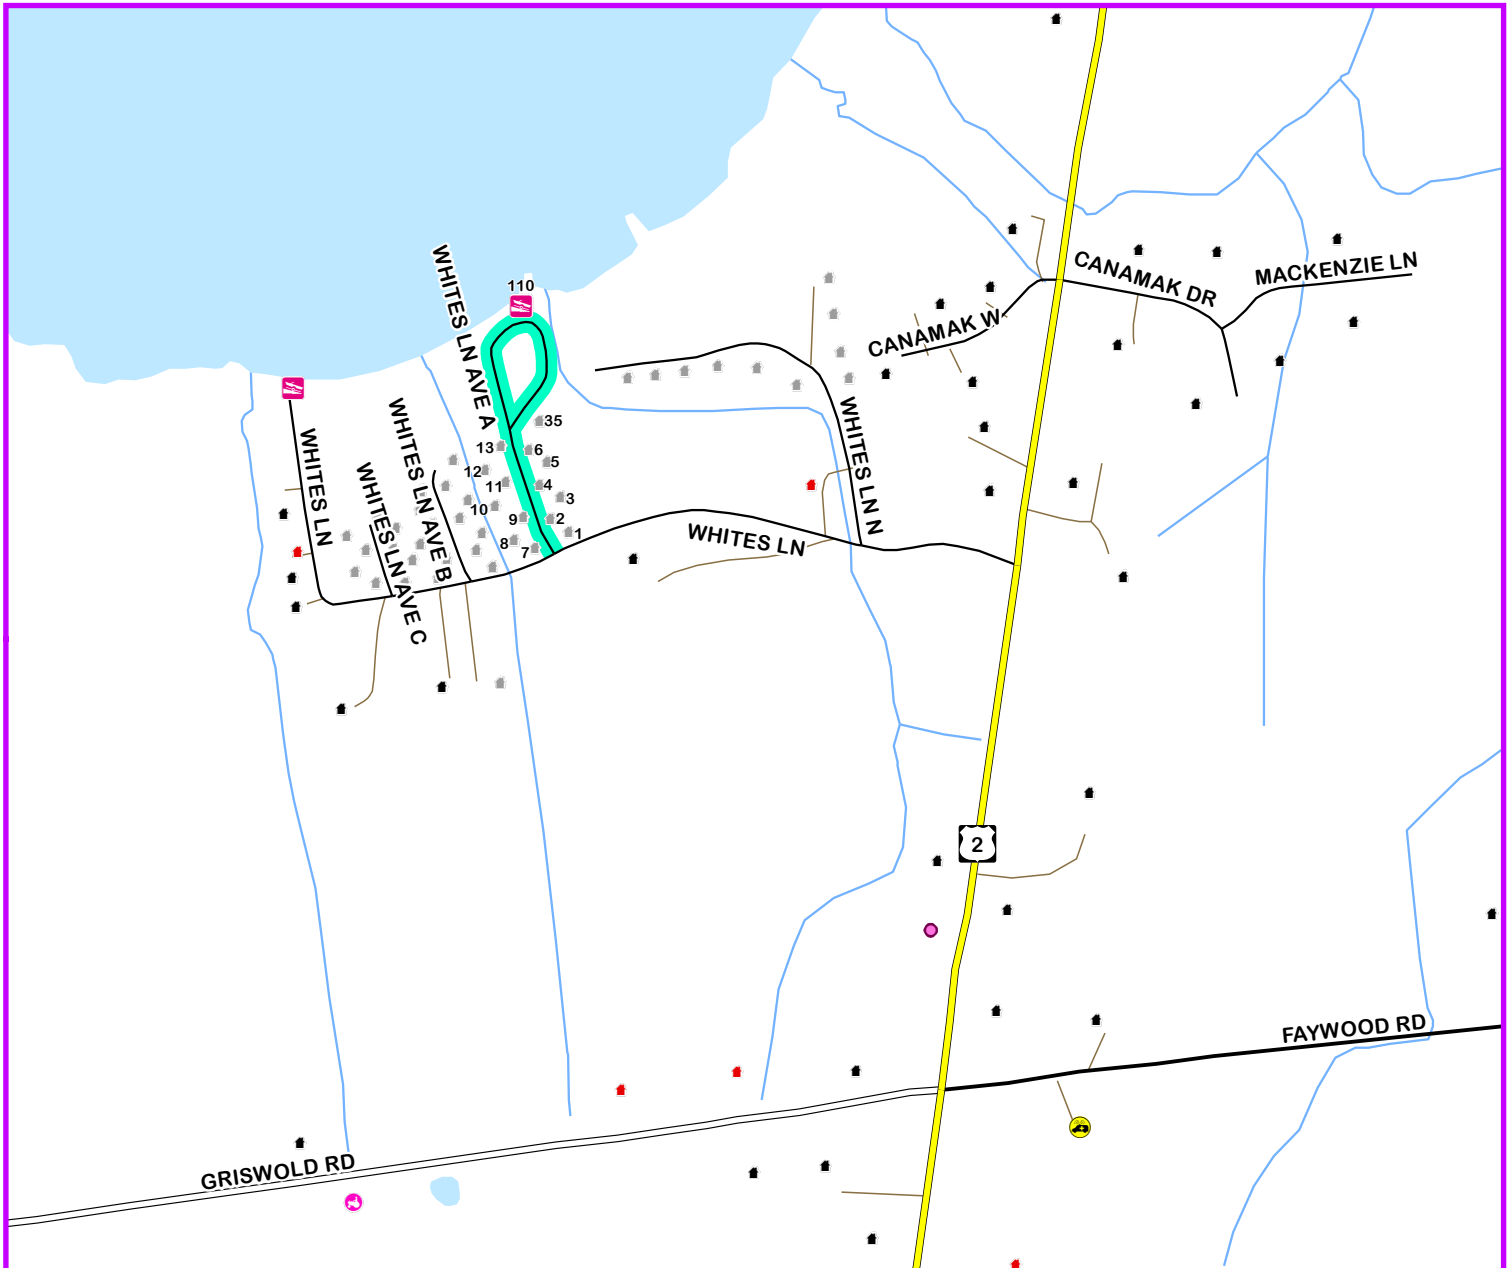 CANAMAK DR
MACKENZIE LN
110
WHITES LN AVE A
CANAMAK W
35
WHITES LN
WHITES LN AVE C
WHITES LN AVE B
13
6
12
5
11
4
10
3
9
2
8
1
7
WHITES LN N
WHITES LN
2
FAYWOOD RD
GRISWOLD RD